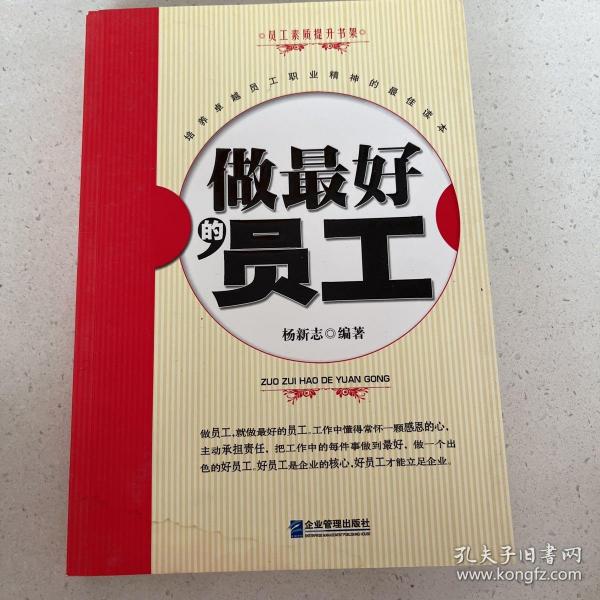 ◎员工素质提升书架◎
培养卓越员工职业精神的最佳读本
做最好
的员工
杨新志◎编著
ZUO ZUI HAO DE YUAN GONG
做员工,就做最好的员工。工作中懂得常怀一颗感恩的心,
主动承担责任，把工作中的每件事做到最好，做一个出
色的好员工。好员工是企业的核心,好员工才能立足企业。
企业管理出版社
ENTERPRISE MANAGEMENT PUBLISHING HOUSE
孔夫子旧书网
www.kongfz.com